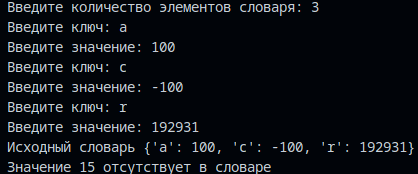 Введите количество элементов словаря: 3
Введите ключ: a
Введите значение: 100
Введите ключ: c
Введите значение: -100
Введите ключ: r
Введите значение: 192931
Исходный словарь {'a': 100, 'c': -100, 'r': 192931}
Значение 15 отсутствует в словаре